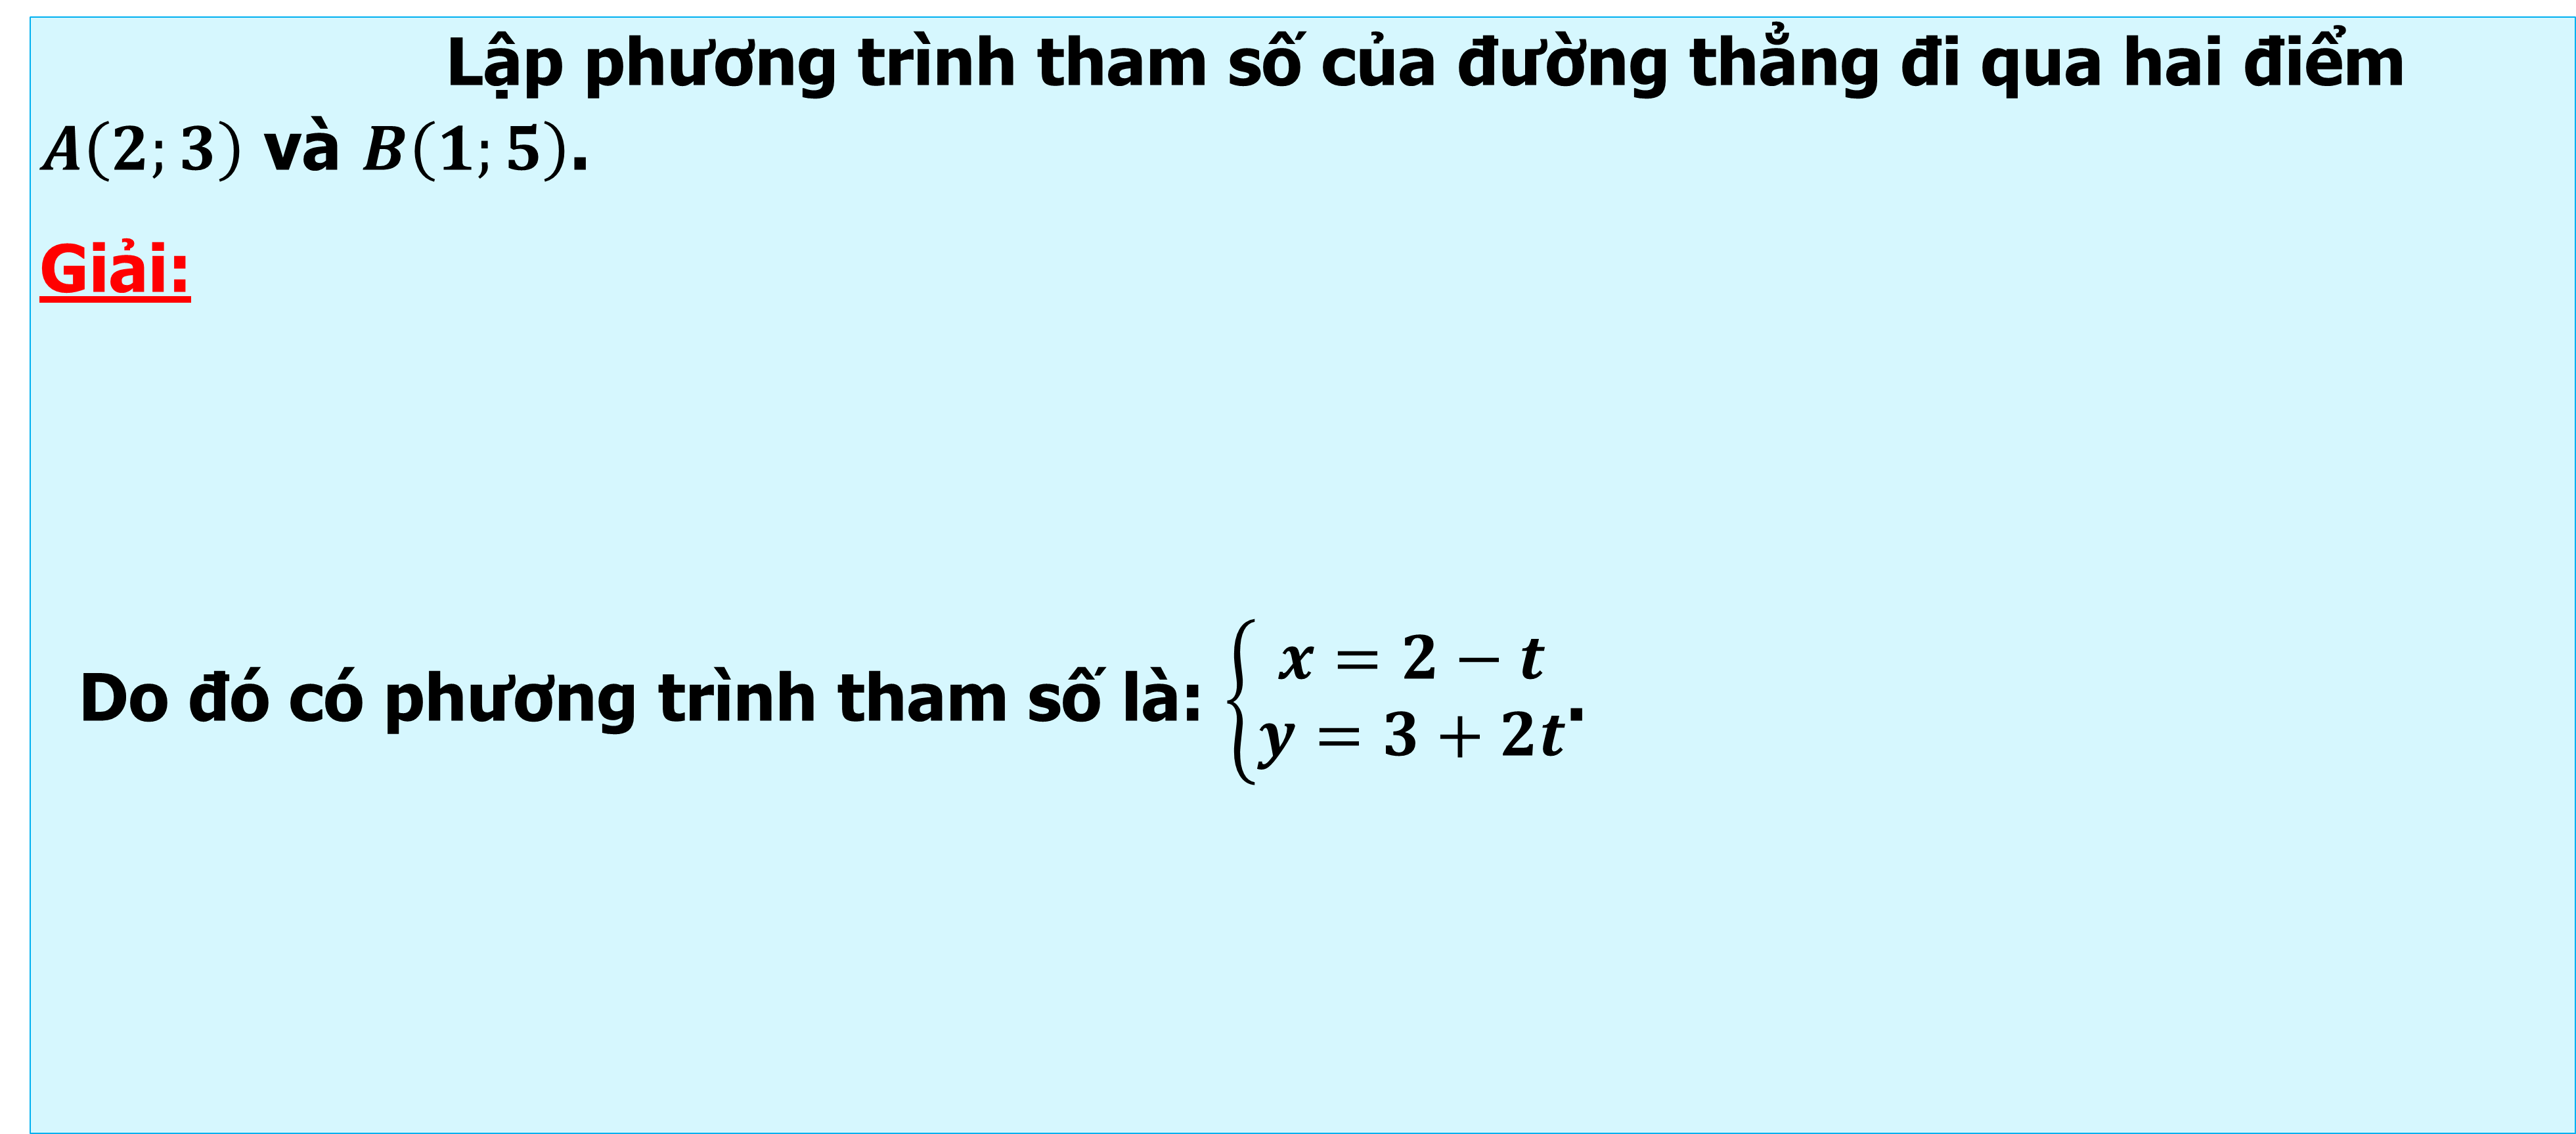 Lập phương trình tham số của đường thẳng đi qua hai điểm
A(2; 3) và B(1; 5).
Giải:
Do đó có phương trình tham số là: { x = 2 − t
y = 3 + 2t .